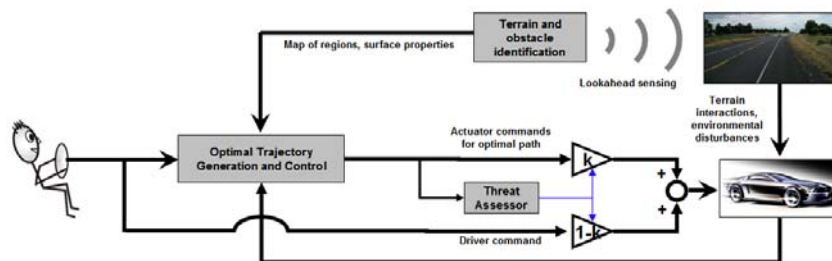 Terrain and
obstacle
identification
Map of regions, surface properties
Lookahead sensing
Terrain
interactions,
environmental
disturbances
Optimal Trajectory
Generation and Control
Actuator commands
for optimal path
k
+
Threat
Assessor
+
Driver command
1-k